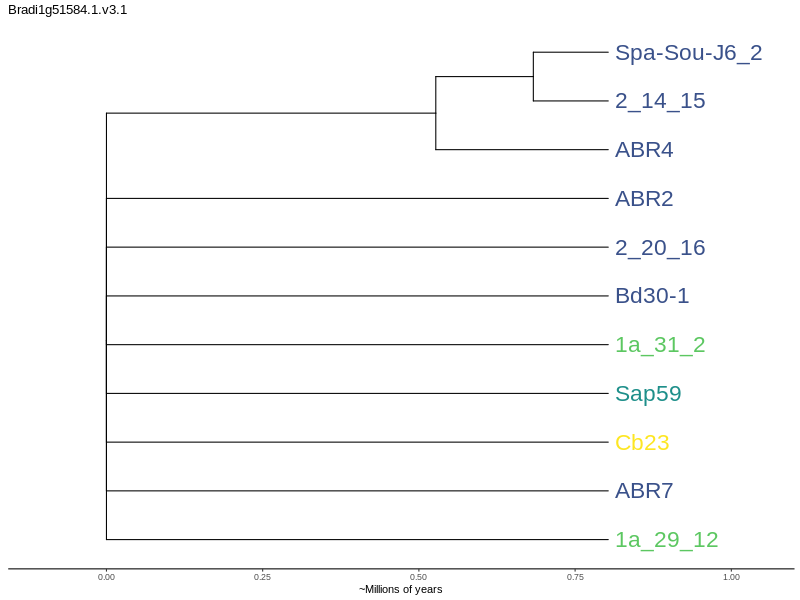 Bradi1g51584.1.v3.1
Spa-Sou-J6_2
2_14_15
ABR4
ABR2
2_20_16
Bd30-1
1a_31_2
Sap59
Cb23
ABR7
1a_29_12
0.00 0.25 0.50 0.75 1.00
~Millions of years